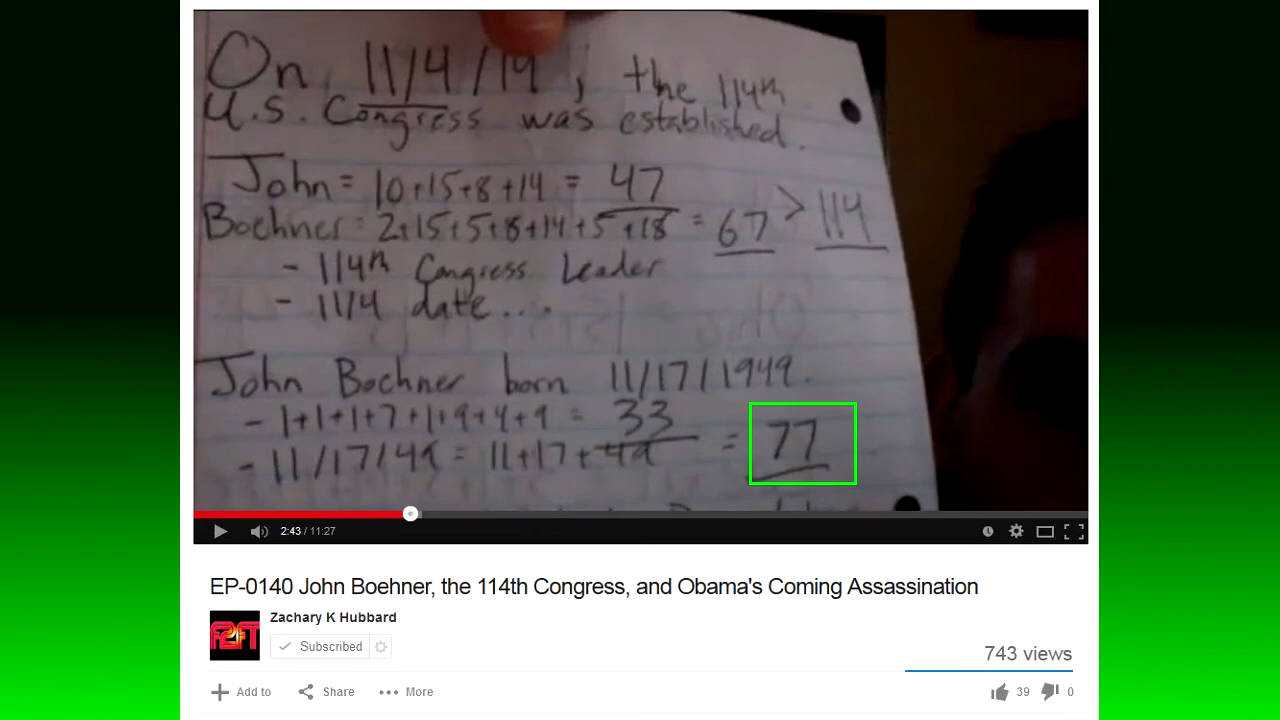 On 11/4/14, the 114th
U.S. Congress was established.
John = 10+15+8+14 = 47
Boehner = 2+15+5+8+14+5+18 = 67 > 114
- 114th Congress Leader
- 11/4 date...
John Boehner born 11/17/1949.
- 1+1+1+7+1+9+4+9 = 33
- 11/17/49 = 11+17+49 = 77
2:43 / 11:27
EP-0140 John Boehner, the 114th Congress, and Obama's Coming Assassination
Zachary K Hubbard
F2FT
Subscribed
743 views
Add to Share More 39 0